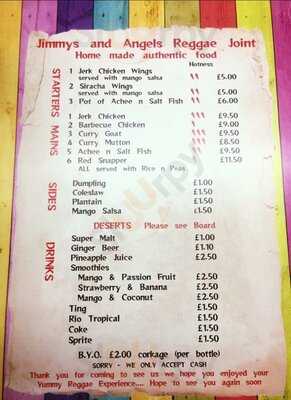 Jimmys and Angels Reggae Joint
Home made authentic food
Hotness
STARTERS
1 Jerk Chicken Wings
served with mango salsa £5.00
2 Siracha Wings
served with mango salsa £5.00
3 Pot of Achee n Salt Fish £6.00
MAINS
1 Jerk Chicken £9.50
2 Barbecue Chicken £9.00
3 Curry Goat £9.50
4 Curry Mutton £8.50
5 Achee n Salt Fish £9.50
6 Red Snapper £11.50
ALL served with Rice n Peas
SIDES
Dumpling £1.00
Coleslaw £1.50
Plantain £1.50
Mango Salsa £1.50
DESERTS Please see Board
DRINKS
Super Malt £1.00
Ginger Beer £1.10
Pineapple Juice £2.50
Smoothies
Mango & Passion Fruit £2.50
Strawberry & Banana £2.50
Mango & Coconut £2.50
Ting £1.50
Rio Tropical £1.50
Coke £1.50
Sprite £1.50
B.Y.O. £2.00 corkage (per bottle)
SORRY - WE ONLY ACCEPT CASH
Thank you for coming to see us we hope you enjoyed your
Yummy Reggae Experience.... Hope to see you again soon